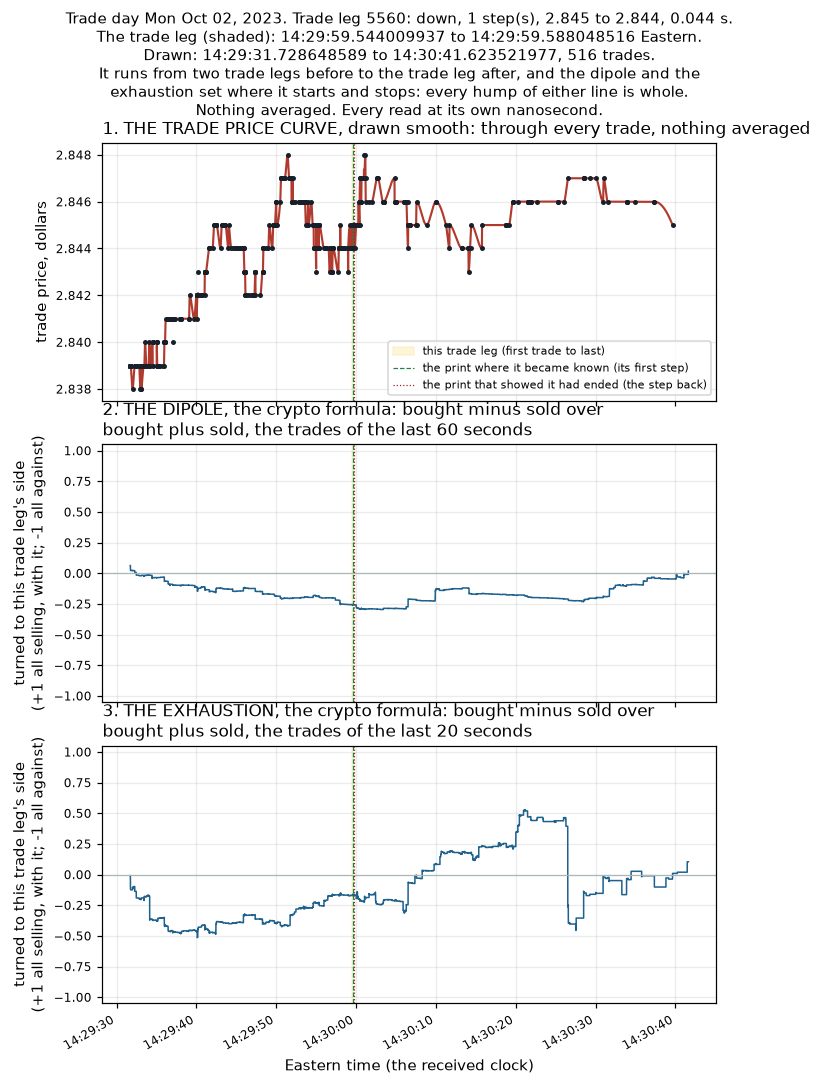 Trade day Mon Oct 02, 2023. Trade leg 5560: down, 1 step(s), 2.845 to 2.844, 0.044 s.
The trade leg (shaded): 14:29:59.544009937 to 14:29:59.588048516 Eastern.
Drawn: 14:29:31.728648589 to 14:30:41.623521977, 516 trades.
It runs from two trade legs before to the trade leg after, and the dipole and the
exhaustion set where it starts and stops: every hump of either line is whole.
Nothing averaged. Every read at its own nanosecond.
1. THE TRADE PRICE CURVE, drawn smooth: through every trade, nothing averaged
2.848
2.846
2.844
2.842
2.840
2.838
trade price, dollars
this trade leg (first trade to last)
the print where it became known (its first step)
the print that showed it had ended (the step back)
2. THE DIPOLE, the crypto formula: bought minus sold over
bought plus sold, the trades of the last 60 seconds
1.00
0.75
0.50
0.25
0.00
−0.25
−0.50
−0.75
−1.00
turned to this trade leg's side
(+1 all selling, with it; -1 all against)
3. THE EXHAUSTION, the crypto formula: bought minus sold over
bought plus sold, the trades of the last 20 seconds
1.00
0.75
0.50
0.25
0.00
−0.25
−0.50
−0.75
−1.00
turned to this trade leg's side
(+1 all selling, with it; -1 all against)
14:29:30
14:29:40
14:29:50
14:30:00
14:30:10
14:30:20
14:30:30
14:30:40
Eastern time (the received clock)